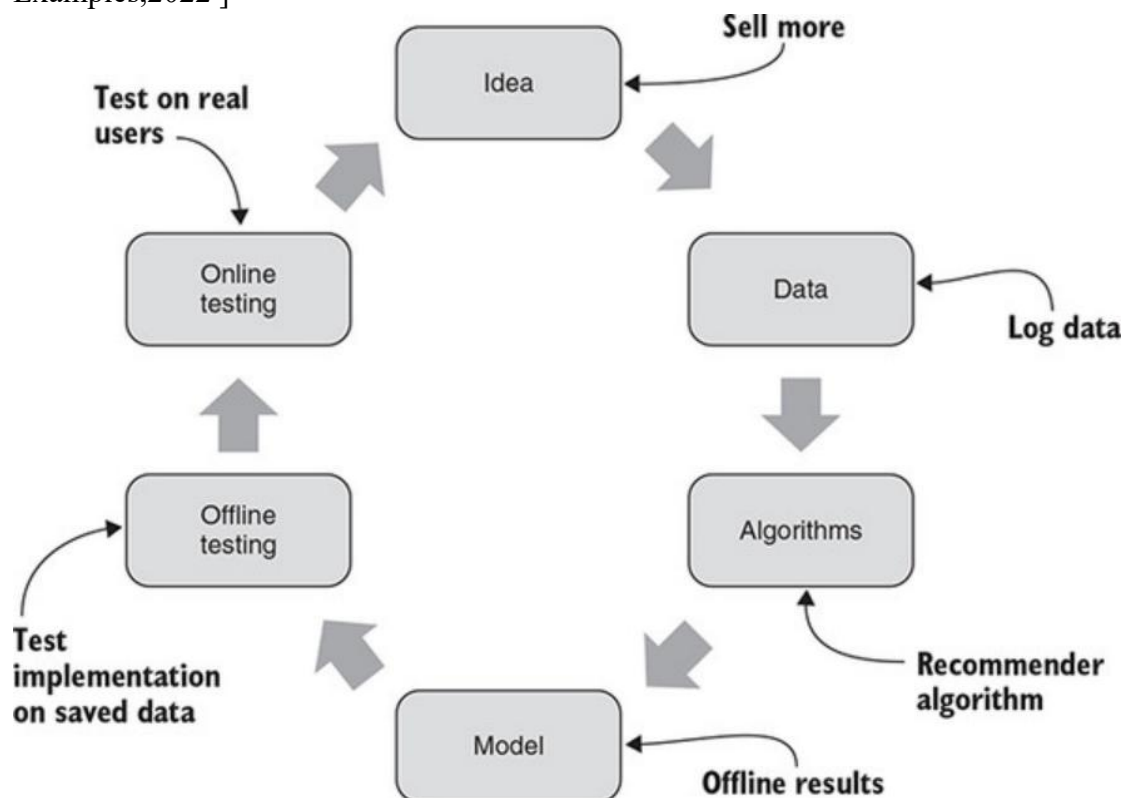 Examples,2022 ]
Sell more
Idea
Test on real
users
Online
testing
Data
Log data
Offline
testing
Algorithms
Test
implementation
on saved data
Recommender
algorithm
Model
Offline results